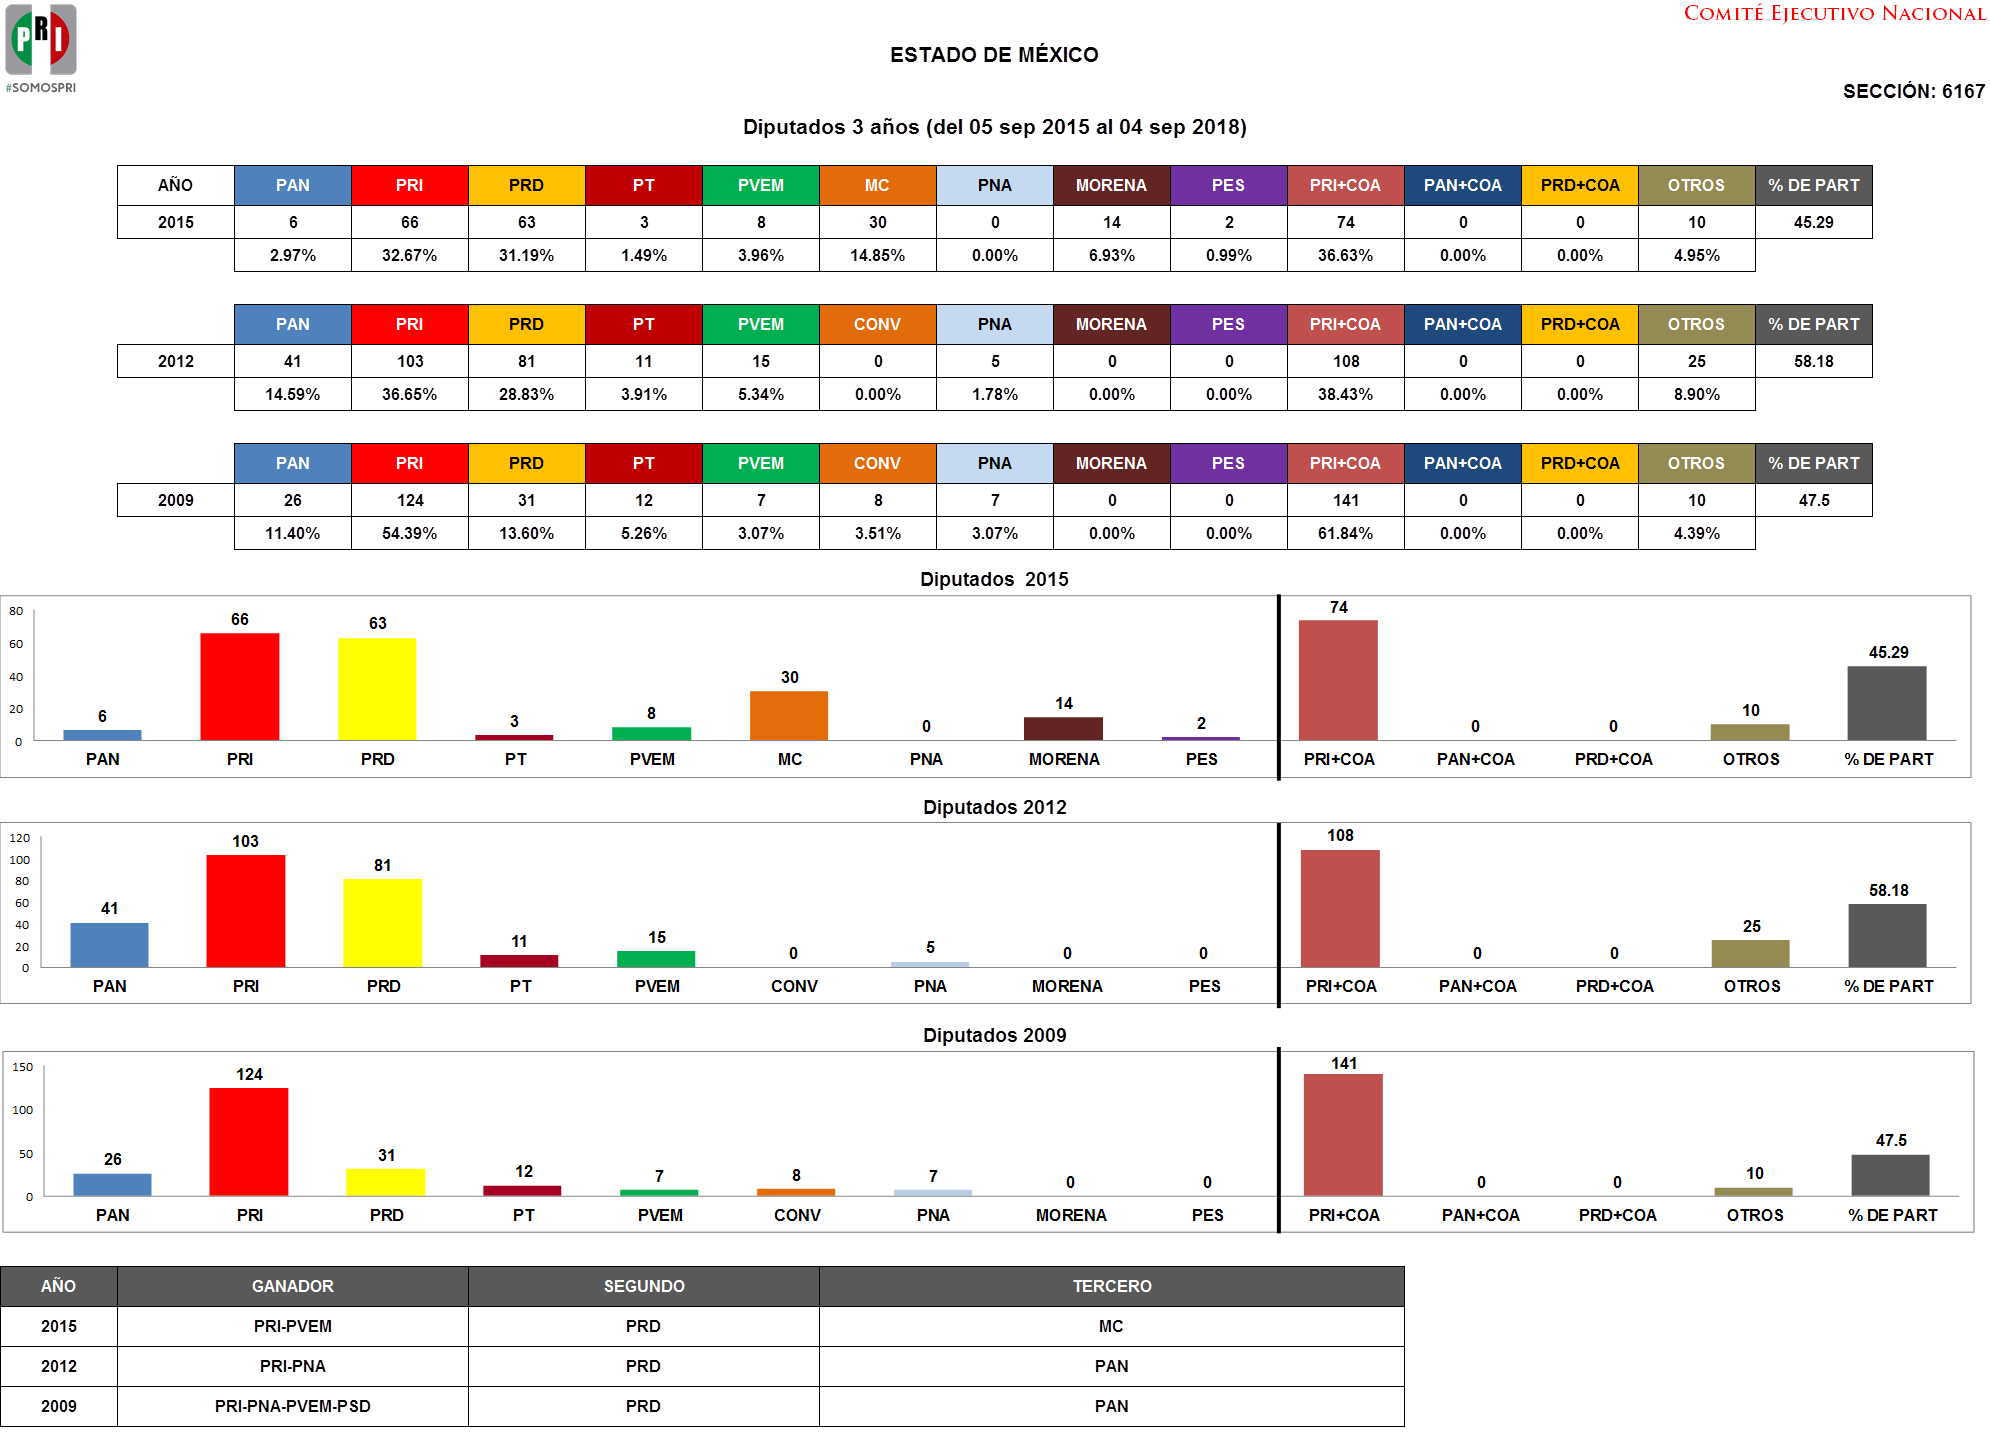 PRI
#SOMOSPRI
COMITÉ EJECUTIVO NACIONAL
ESTADO DE MÉXICO
SECCIÓN: 6167
Diputados 3 años (del 05 sep 2015 al 04 sep 2018)
AÑO PAN PRI PRD PT PVEM MC PNA MORENA PES PRI+COA PAN+COA PRD+COA OTROS % DE PART
2015 6 66 63 3 8 30 0 14 2 74 0 0 10 45.29
2.97% 32.67% 31.19% 1.49% 3.96% 14.85% 0.00% 6.93% 0.99% 36.63% 0.00% 0.00% 4.95%
PAN PRI PRD PT PVEM CONV PNA MORENA PES PRI+COA PAN+COA PRD+COA OTROS % DE PART
2012 41 103 81 11 15 0 5 0 0 108 0 0 25 58.18
14.59% 36.65% 28.83% 3.91% 5.34% 0.00% 1.78% 0.00% 0.00% 38.43% 0.00% 0.00% 8.90%
PAN PRI PRD PT PVEM CONV PNA MORENA PES PRI+COA PAN+COA PRD+COA OTROS % DE PART
2009 26 124 31 12 7 8 7 0 0 141 0 0 10 47.5
11.40% 54.39% 13.60% 5.26% 3.07% 3.51% 3.07% 0.00% 0.00% 61.84% 0.00% 0.00% 4.39%
Diputados 2015
80
60
40
20
0
6 66 63 3 8 30 0 14 2 74 0 0 10 45.29
PAN PRI PRD PT PVEM MC PNA MORENA PES PRI+COA PAN+COA PRD+COA OTROS % DE PART
Diputados 2012
120
100
80
60
40
20
0
41 103 81 11 15 0 5 0 0 108 0 0 25 58.18
PAN PRI PRD PT PVEM CONV PNA MORENA PES PRI+COA PAN+COA PRD+COA OTROS % DE PART
Diputados 2009
150
100
50
0
26 124 31 12 7 8 7 0 0 141 0 0 10 47.5
PAN PRI PRD PT PVEM CONV PNA MORENA PES PRI+COA PAN+COA PRD+COA OTROS % DE PART
AÑO GANADOR SEGUNDO TERCERO
2015 PRI-PVEM PRD MC
2012 PRI-PNA PRD PAN
2009 PRI-PNA-PVEM-PSD PRD PAN